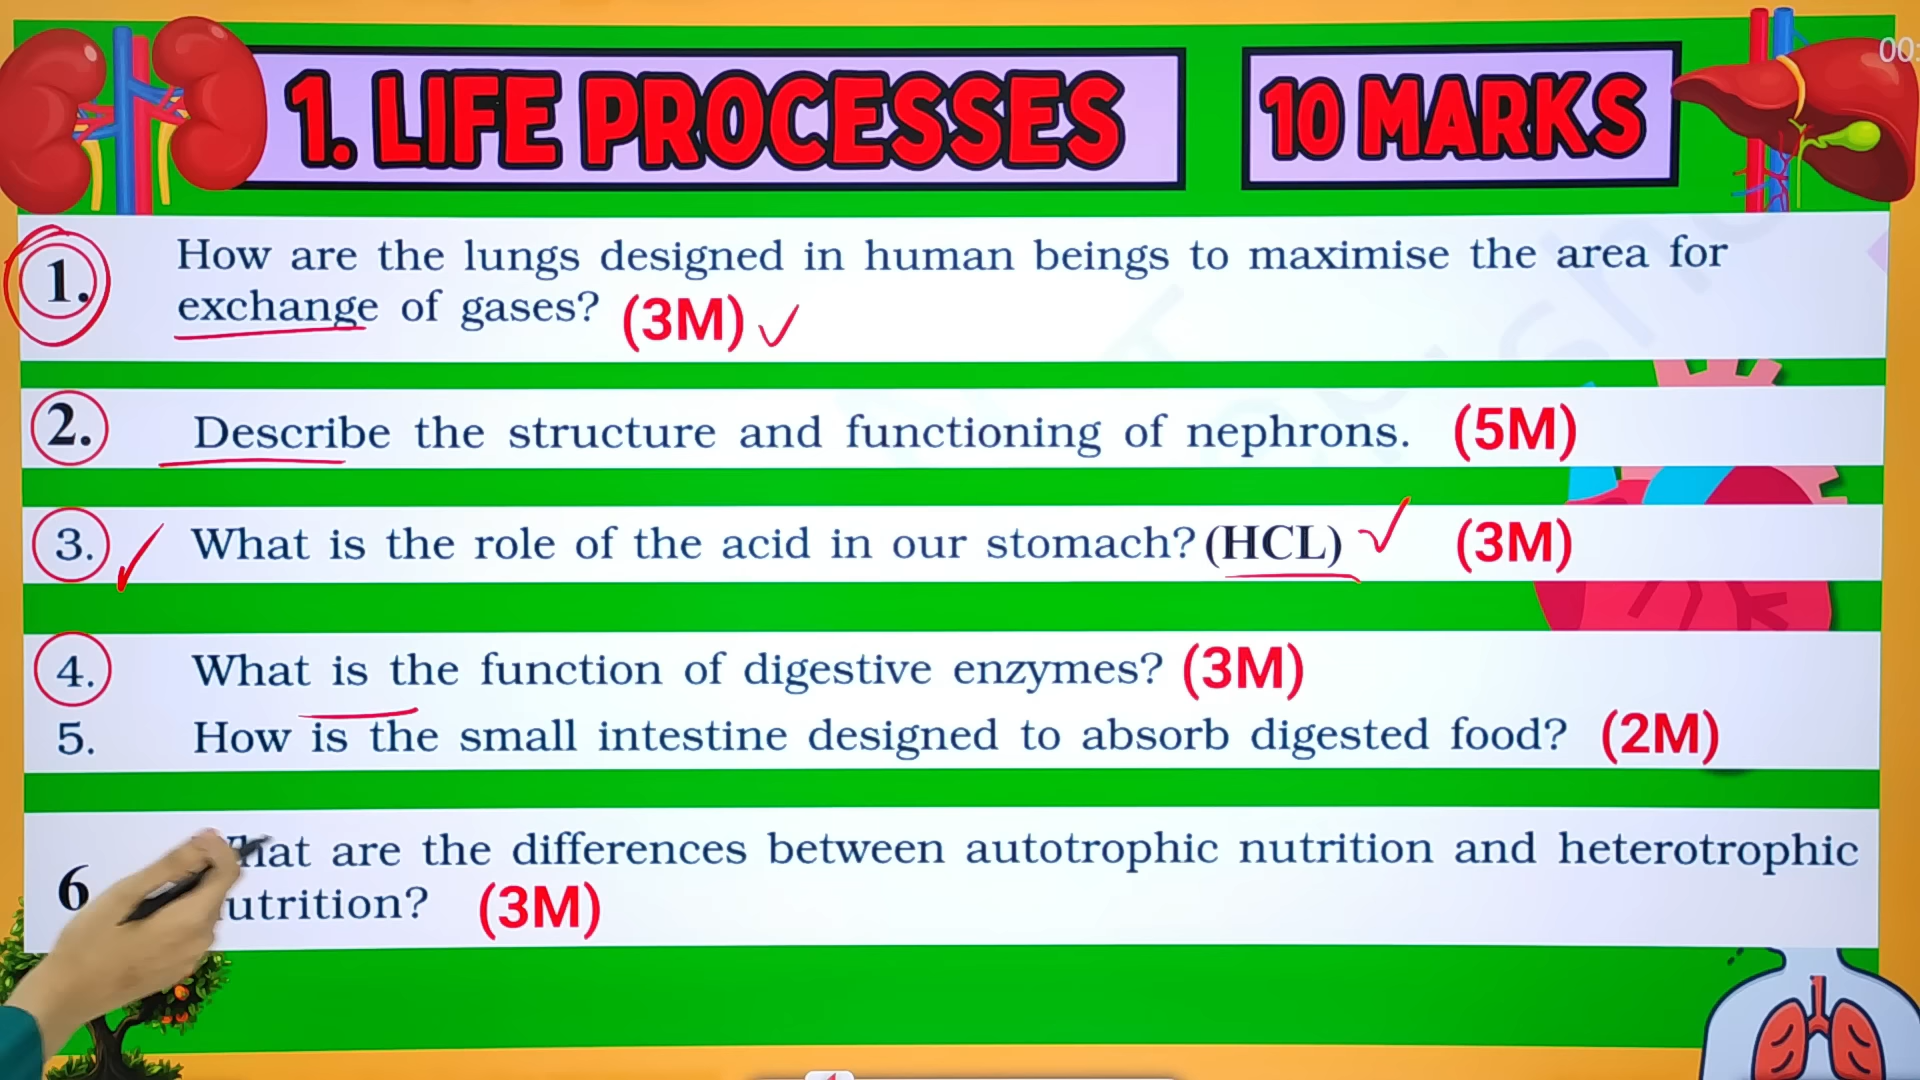 1. LIFE PROCESSES
10 MARKS
00:
1. How are the lungs designed in human beings to maximise the area for
exchange of gases? (3M)
2. Describe the structure and functioning of nephrons. (5M)
3. What is the role of the acid in our stomach? (HCL) (3M)
4. What is the function of digestive enzymes? (3M)
5. How is the small intestine designed to absorb digested food? (2M)
6 What are the differences between autotrophic nutrition and heterotrophic
nutrition? (3M)